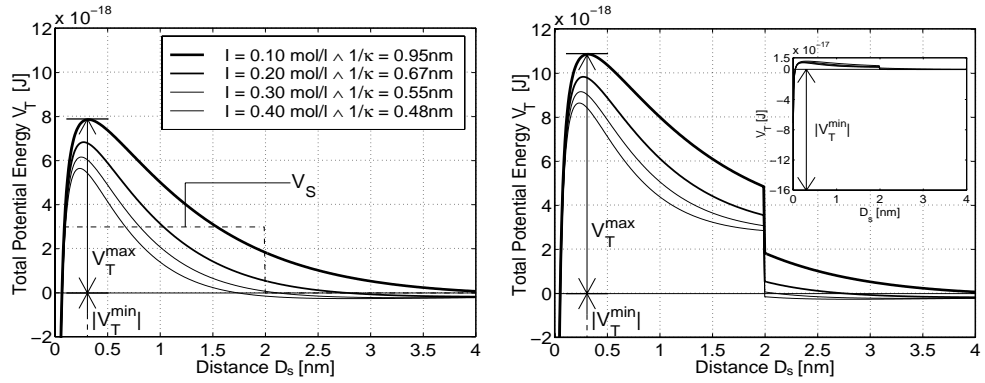 x 10⁻¹⁸
12
10
8
6
4
2
0
−2
Total Potential Energy V_T [J]
I = 0.10 mol/l ∧ 1/κ = 0.95nm
I = 0.20 mol/l ∧ 1/κ = 0.67nm
I = 0.30 mol/l ∧ 1/κ = 0.55nm
I = 0.40 mol/l ∧ 1/κ = 0.48nm
V_S
V_T^max
|V_T^min|
0 0.5 1 1.5 2 2.5 3 3.5 4
Distance D_s [nm]
x 10⁻¹⁸
12
10
8
6
4
2
0
−2
Total Potential Energy V_T [J]
V_T^max
|V_T^min|
0 0.5 1 1.5 2 2.5 3 3.5 4
Distance D_s [nm]
x 10⁻¹⁷
1.5
0
−4
−8
−12
−16
V_T [J]
|V_T^min|
0 1 2 3 4
D_s [nm]